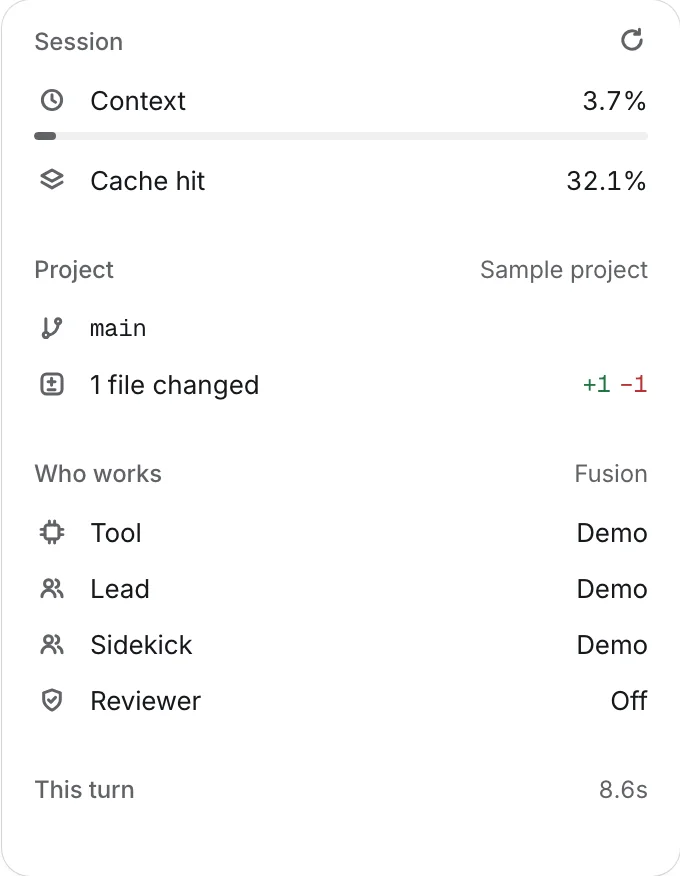 Session
Context 3.7%
Cache hit 32.1%
Project Sample project
main
1 file changed +1 −1
Who works Fusion
Tool Demo
Lead Demo
Sidekick Demo
Reviewer Off
This turn 8.6s